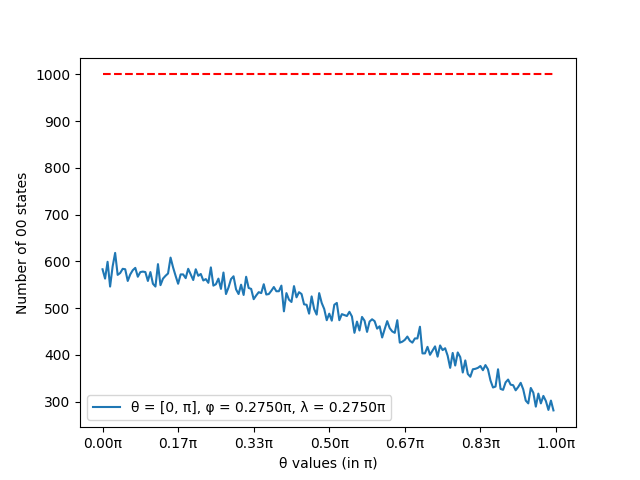 1000
900
800
700
600
500
400
300
Number of 00 states
θ = [0, π], φ = 0.2750π, λ = 0.2750π
0.00π 0.17π 0.33π 0.50π 0.67π 0.83π 1.00π
θ values (in π)